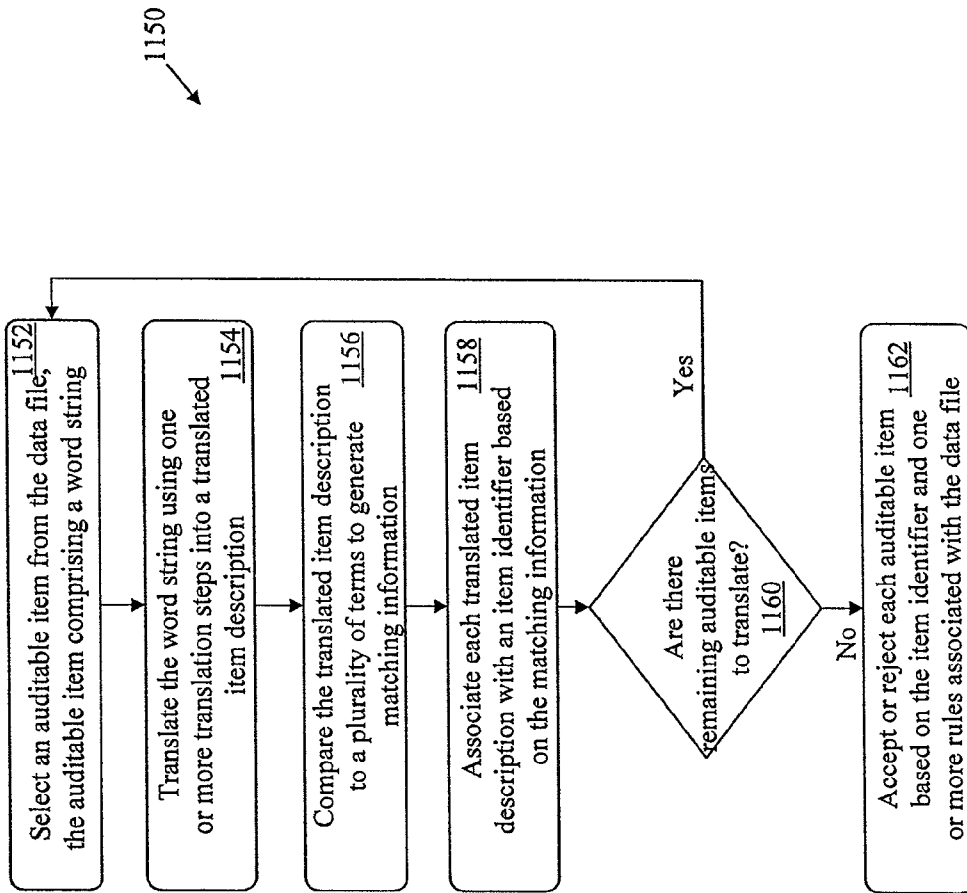 1150
Select an auditable item from the data file, 1152
the auditable item comprising a word string
Translate the word string using one
or more translation steps into a translated
item description 1154
Compare the translated item description
to a plurality of terms to generate 1156
matching information
Associate each translated item 1158
description with an item identifier based
on the matching information
Are there
remaining auditable items
to translate?
1160
Yes
No
Accept or reject each auditable item 1162
based on the item identifier and one
or more rules associated with the data file